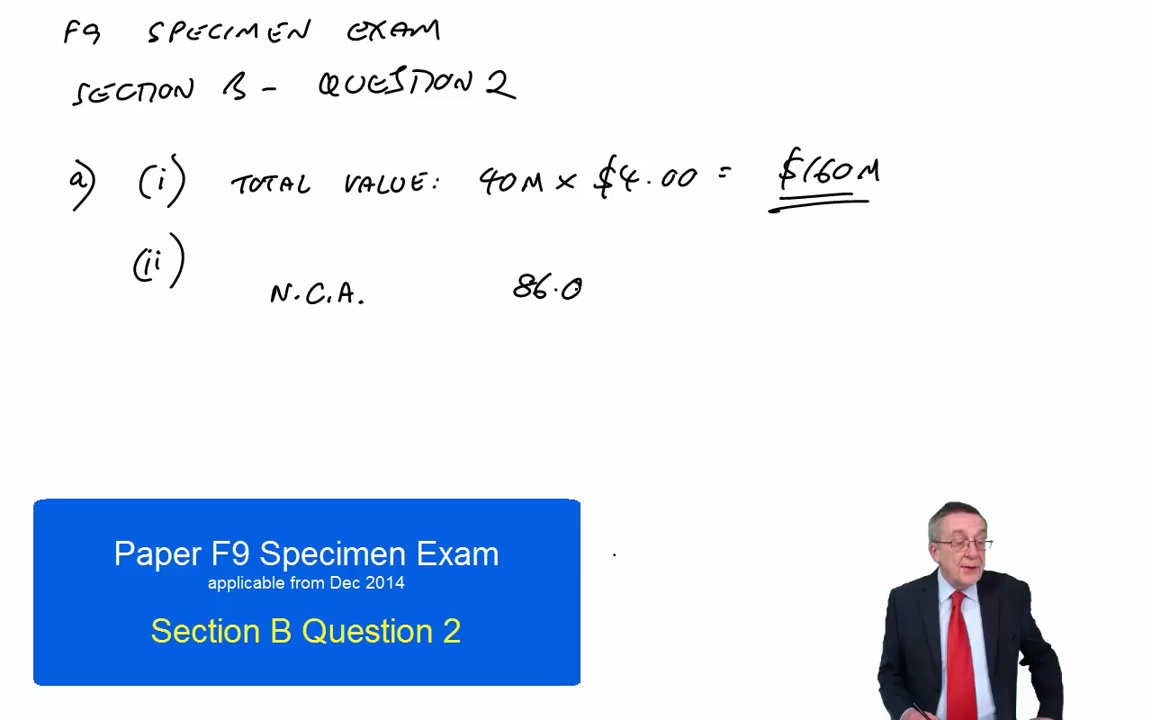 F9 SPECIMEN EXAM
SECTION B - QUESTION 2
a) (i) TOTAL VALUE: 40M × $4.00 = $160M
(ii)
N.C.A. 86.0
Paper F9 Specimen Exam
applicable from Dec 2014
Section B Question 2